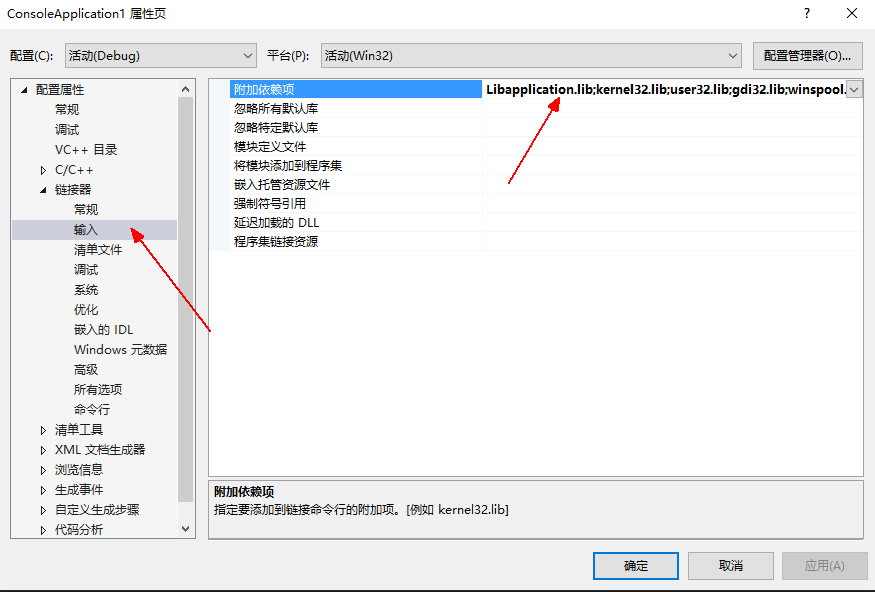 ConsoleApplication1 属性页
配置(C): 活动(Debug) 平台(P): 活动(Win32) 配置管理器(O)...
配置属性
常规
调试
VC++ 目录
C/C++
链接器
常规
输入
清单文件
调试
系统
优化
嵌入的 IDL
Windows 元数据
高级
所有选项
命令行
清单工具
XML 文档生成器
浏览信息
生成事件
自定义生成步骤
代码分析
附加依赖项 Libapplication.lib;kernel32.lib;user32.lib;gdi32.lib;winspool.
忽略所有默认库
忽略特定默认库
模块定义文件
将模块添加到程序集
嵌入托管资源文件
强制符号引用
延迟加载的 DLL
程序集链接资源
附加依赖项
指定要添加到链接命令行的附加项。[例如 kernel32.lib]
确定 取消 应用(A)